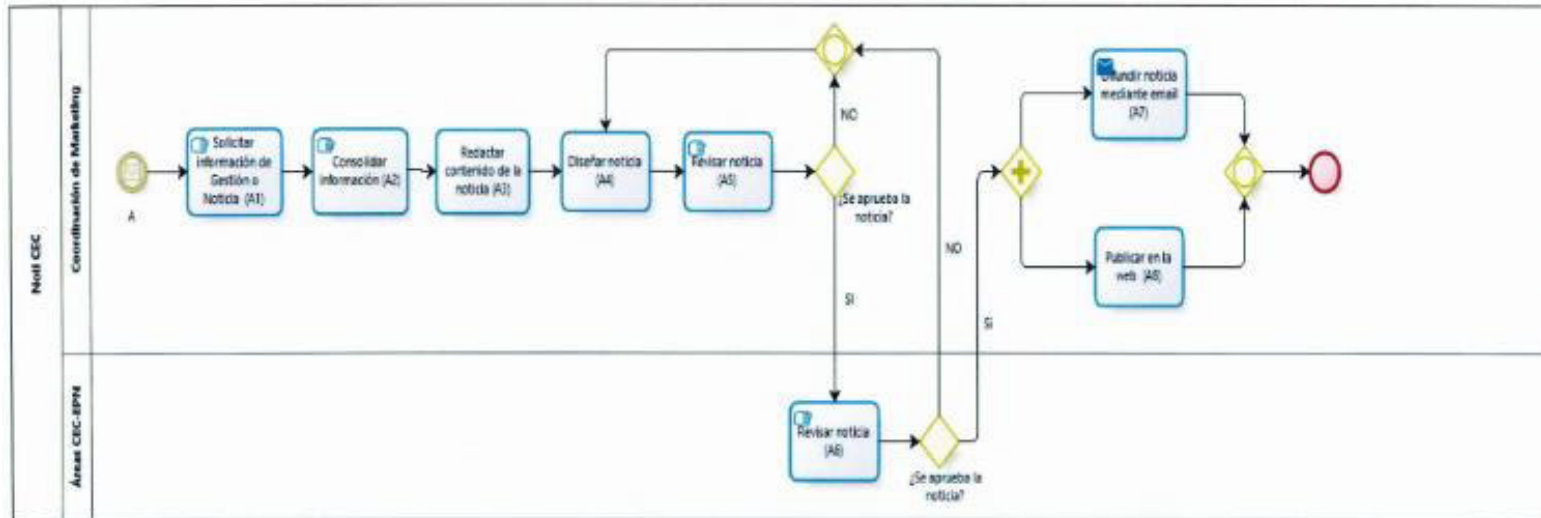 Noti CEC
Coordinación de Marketing
A
Solicitar
información de
Gestión o
Noticia (A1)
Consolidar
información (A2)
Redactar
contenido de la
noticia (A3)
Diseñar noticia
(A4)
Revisar noticia
(A5)
NO
¿Se aprueba la
noticia?
SI
NO
SI
Difundir noticia
mediante email
(A7)
Publicar en la
web (A8)
Áreas CEC-EPN
Revisar noticia
(A6)
¿Se aprueba la
noticia?